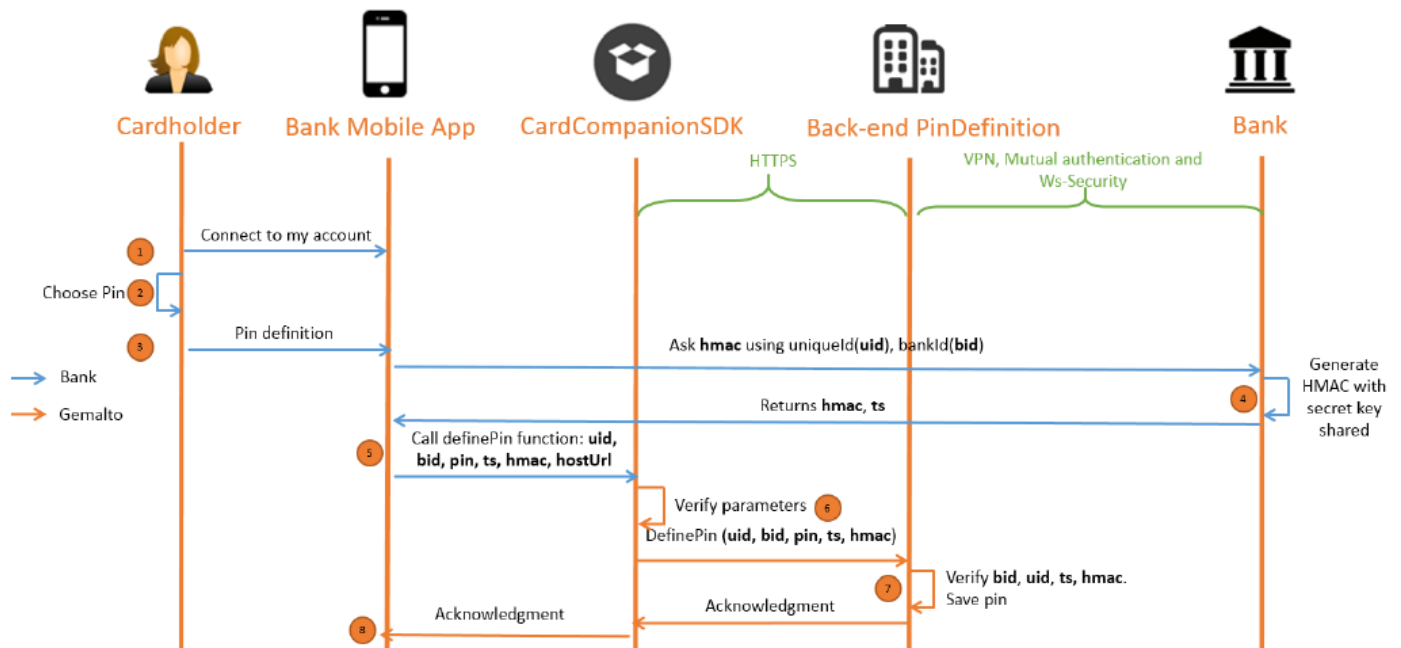 Cardholder
Bank Mobile App
CardCompanionSDK
Back-end PinDefinition
Bank
HTTPS
VPN, Mutual authentication and
Ws-Security
1
Connect to my account
Choose Pin
2
3
Pin definition
Ask hmac using uniqueId(uid), bankId(bid)
Bank
Gemalto
4
Generate
HMAC with
secret key
shared
Returns hmac, ts
5
Call definePin function: uid,
bid, pin, ts, hmac, hostUrl
Verify parameters
6
DefinePin (uid, bid, pin, ts, hmac)
7
Verify bid, uid, ts, hmac.
Save pin
Acknowledgment
8
Acknowledgment